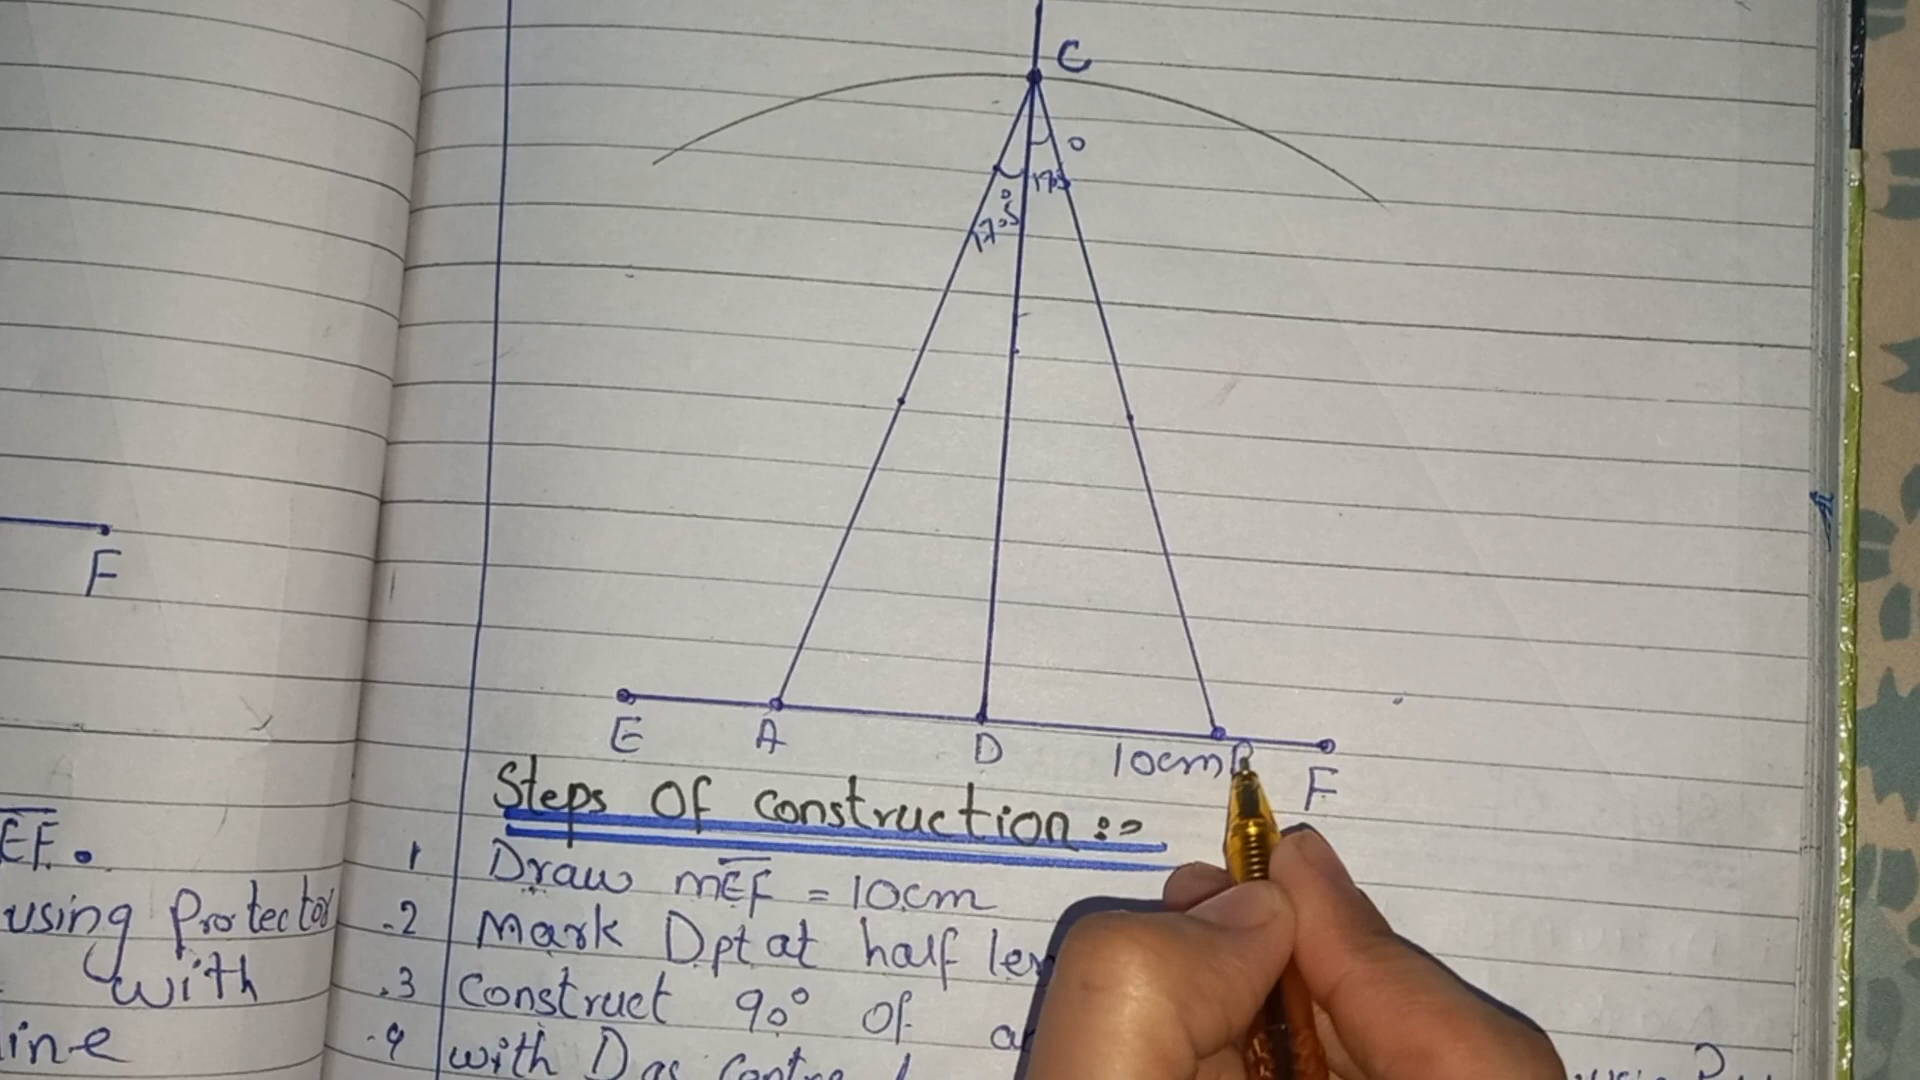 F
EF.
using Protector
with
line
C
17.5°
17.5°
E A D 10cm F
Steps Of construction :-
1 Draw mEF = 10cm
.2 Mark D pt at half
.3 Construct 90° Of
.4 with D as